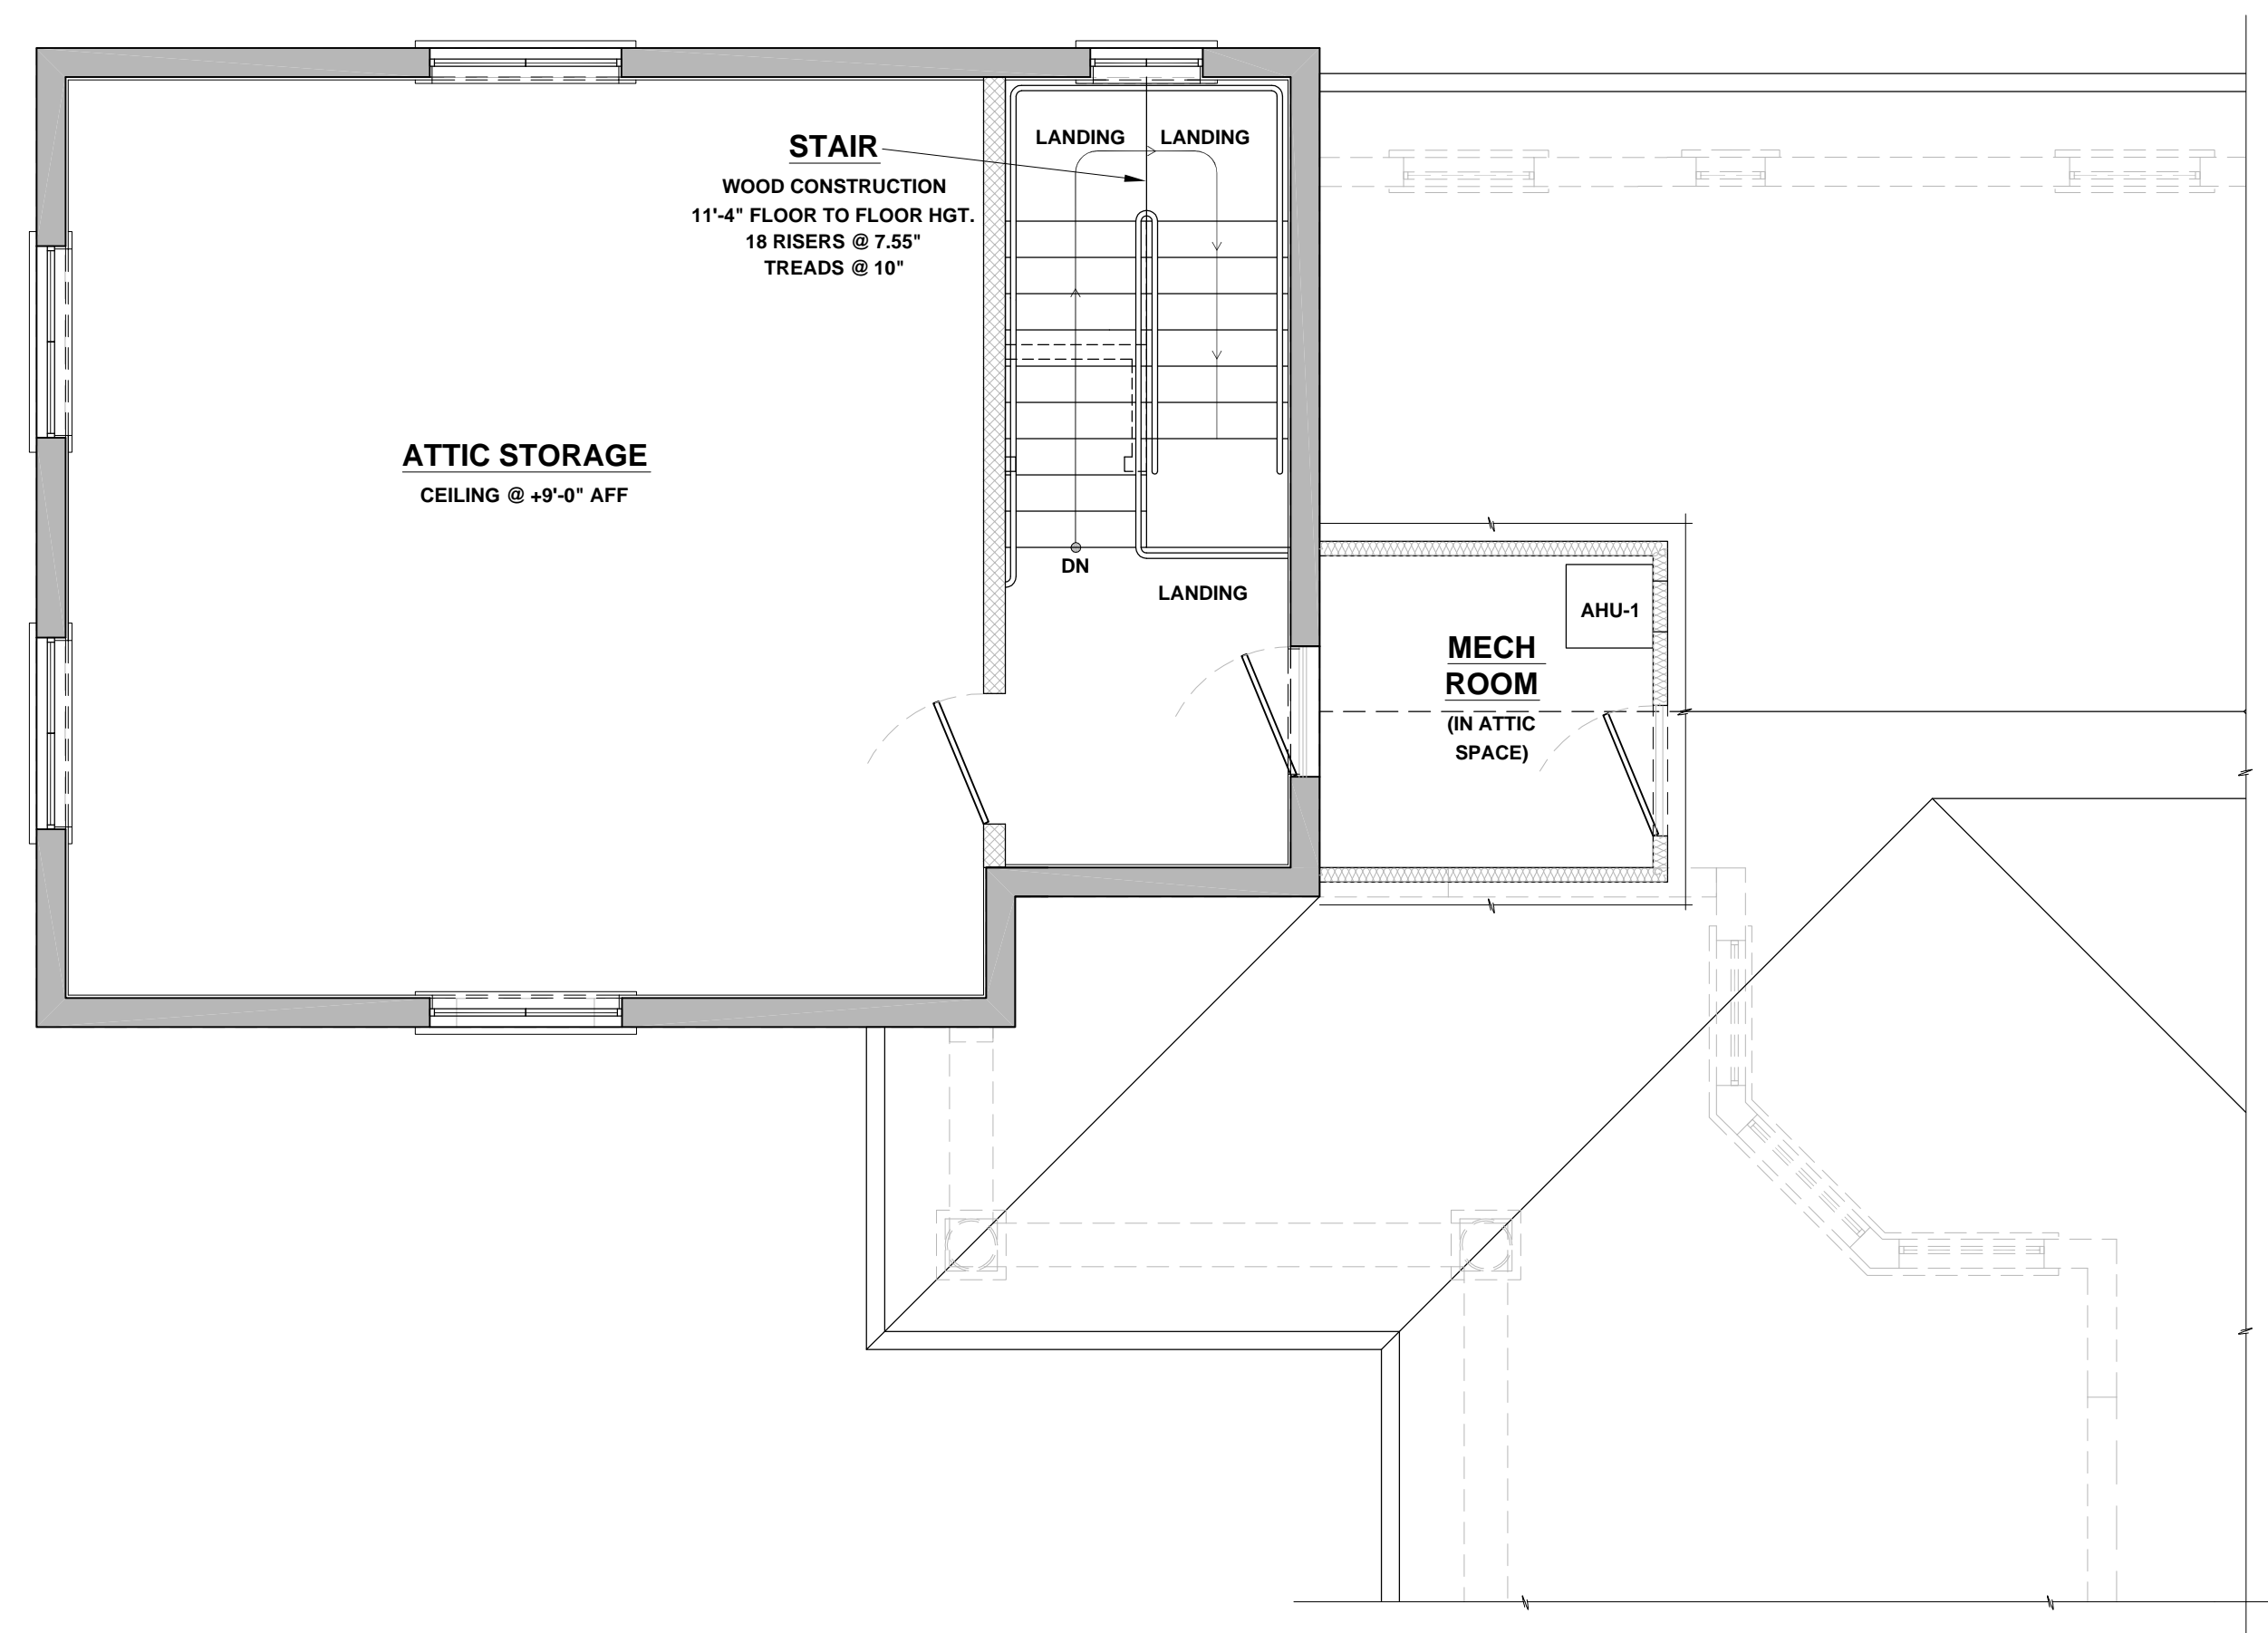 LANDING LANDING
STAIR
WOOD CONSTRUCTION
11'-4" FLOOR TO FLOOR HGT.
18 RISERS @ 7.55"
TREADS @ 10"
ATTIC STORAGE
CEILING @ +9'-0" AFF
DN
LANDING
AHU-1
MECH
ROOM
(IN ATTIC
SPACE)